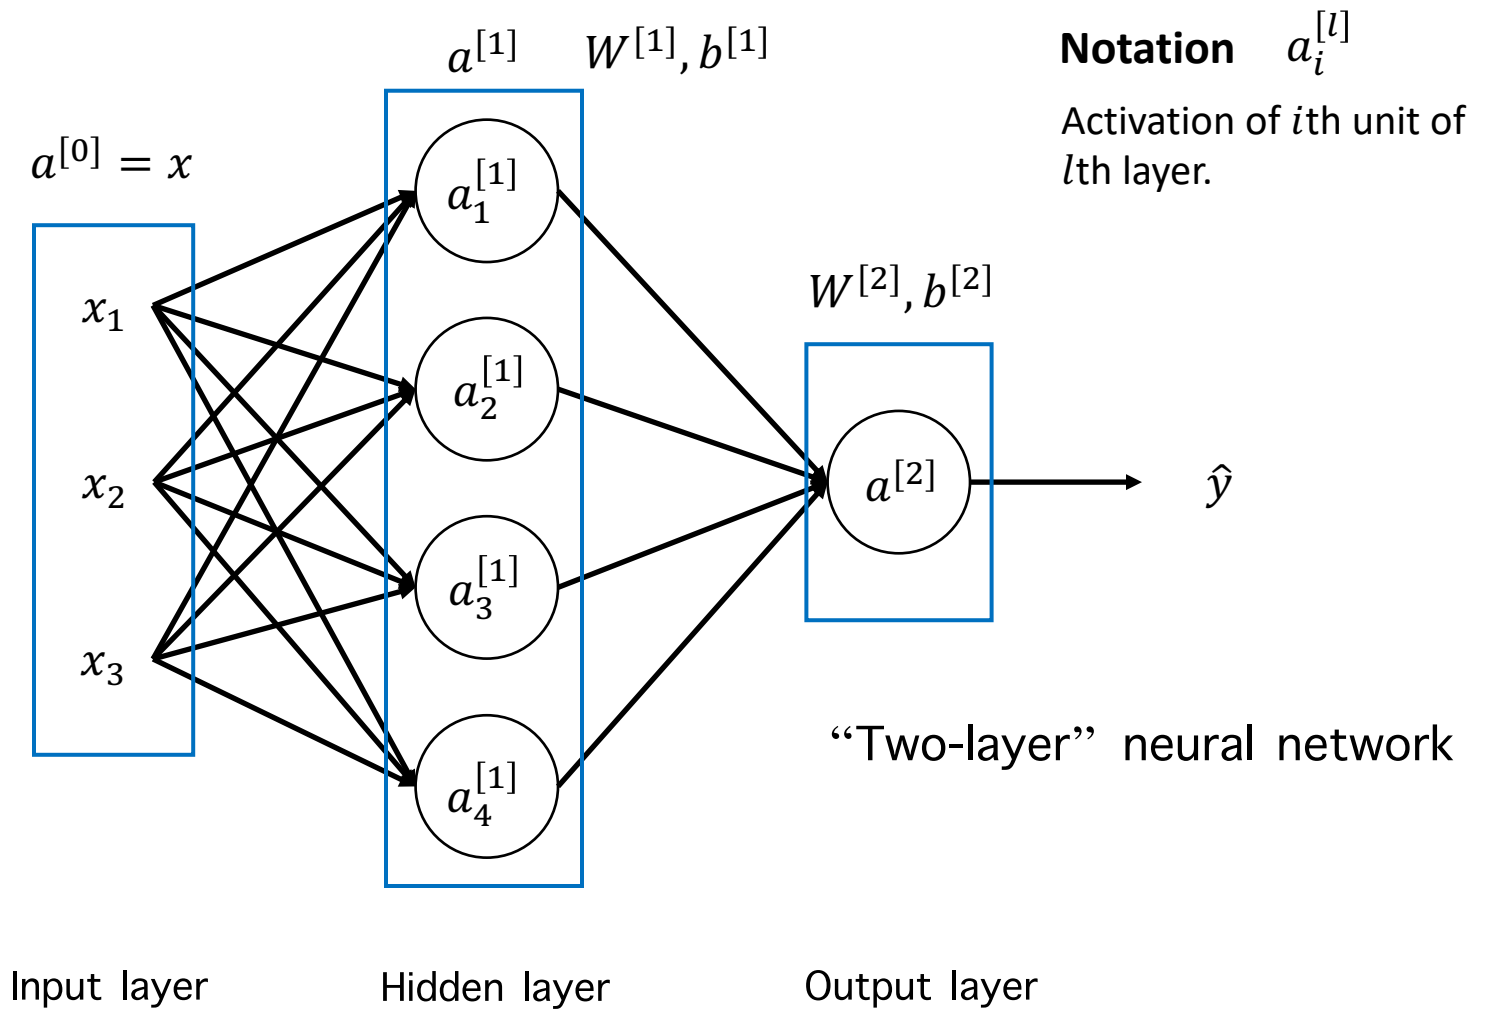 a^[1]
W^[1], b^[1]
Notation a_i^[l]
Activation of ith unit of
lth layer.
a^[0] = x
x_1
x_2
x_3
a_1^[1]
a_2^[1]
a_3^[1]
a_4^[1]
W^[2], b^[2]
a^[2]
ŷ
“Two-layer” neural network
Input layer
Hidden layer
Output layer